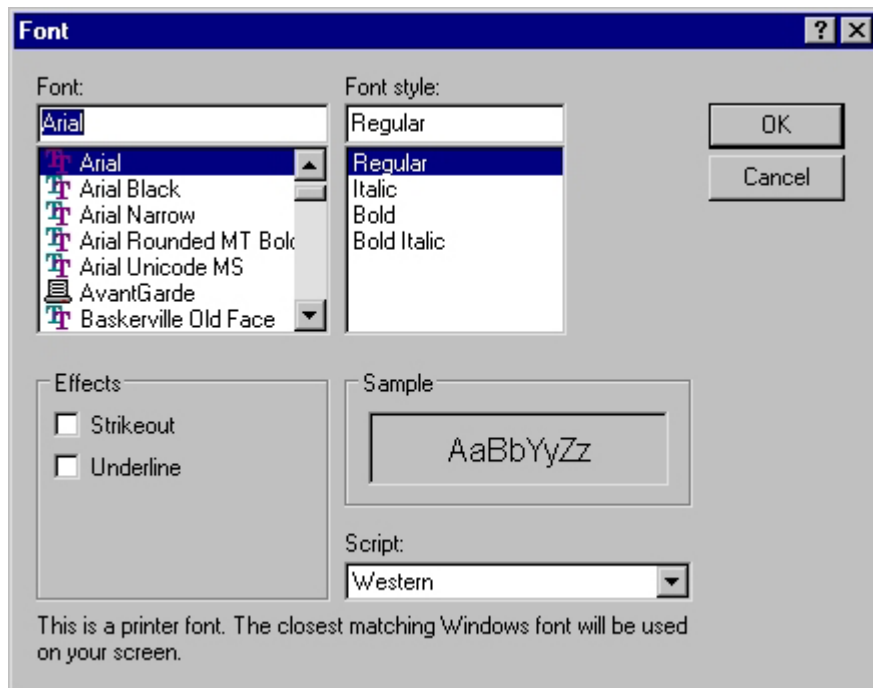 Font
Font:
Arial
Arial
Arial Black
Arial Narrow
Arial Rounded MT Bold
Arial Unicode MS
AvantGarde
Baskerville Old Face
Font style:
Regular
Regular
Italic
Bold
Bold Italic
OK
Cancel
Effects
Strikeout
Underline
Sample
AaBbYyZz
Script:
Western
This is a printer font. The closest matching Windows font will be used
on your screen.